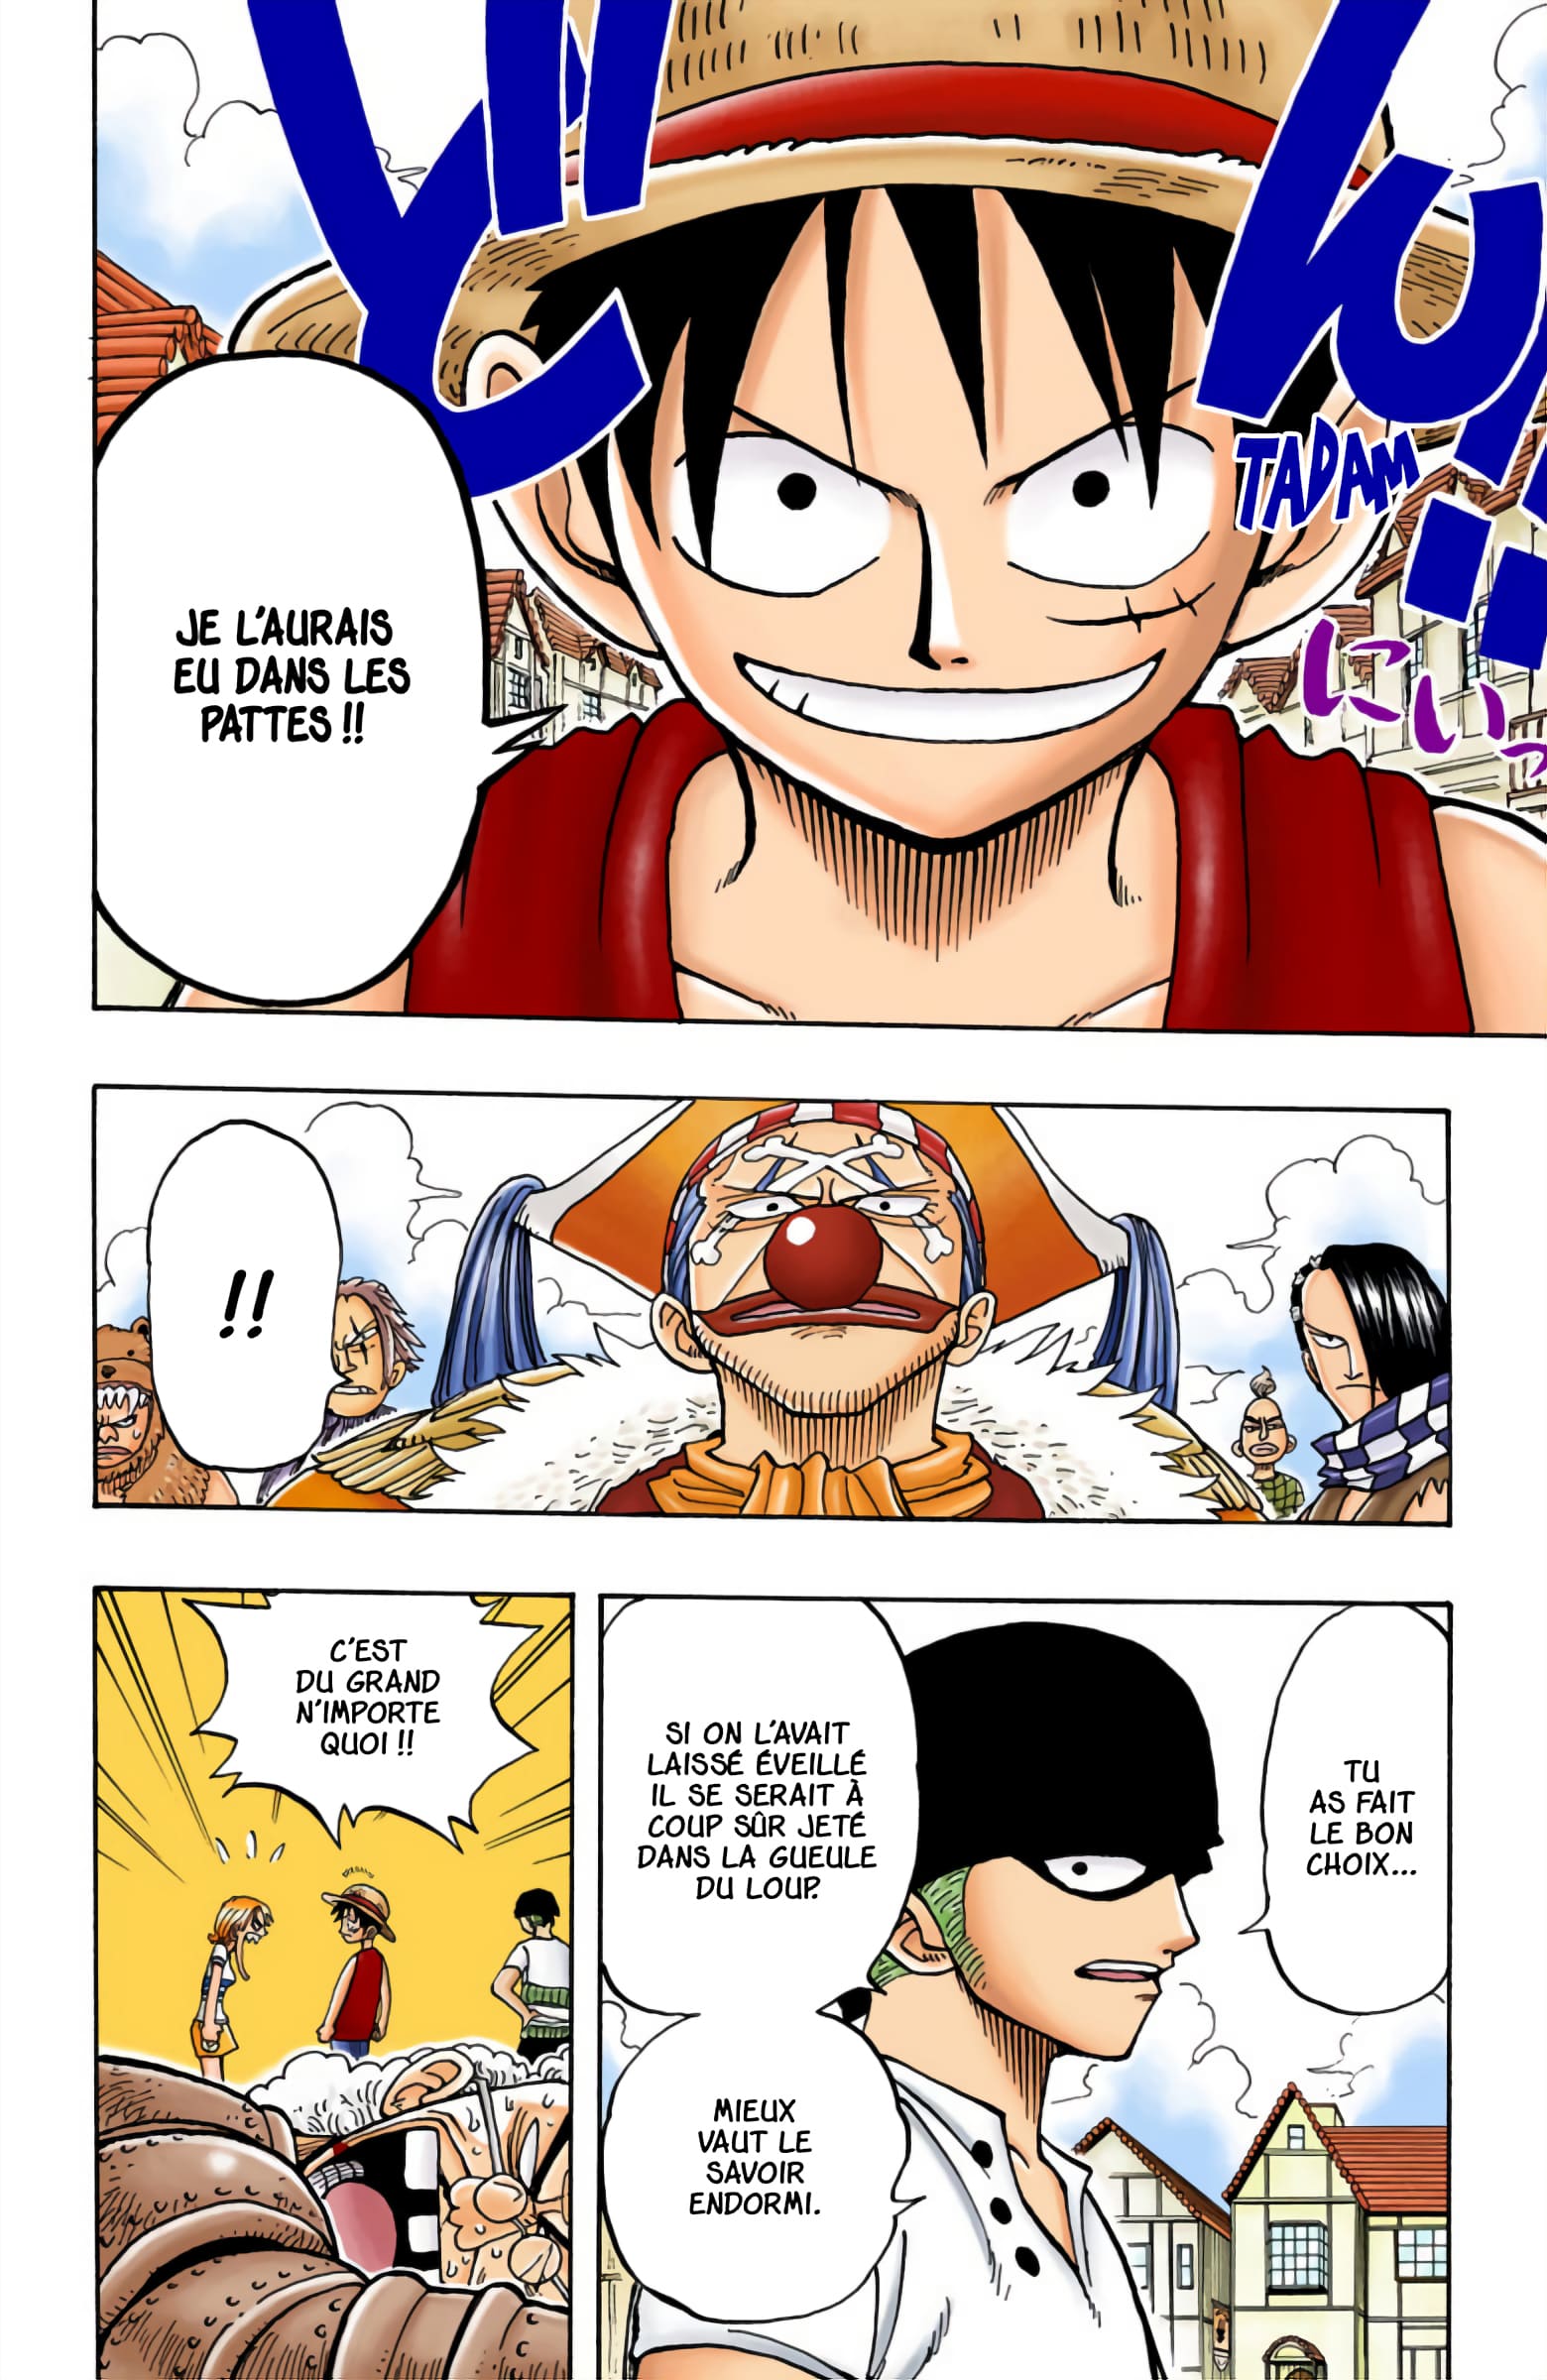 ドん!!
TADAM
にいっ
JE L'AURAIS
EU DANS LES
PATTES !!
!!
TU
AS FAIT
LE BON
CHOIX...
SI ON L'AVAIT
LAISSÉ ÉVEILLÉ
IL SE SERAIT À
COUP SÛR JETÉ
DANS LA GUEULE
DU LOUP.
MIEUX
VAUT LE
SAVOIR
ENDORMI.
C'EST
DU GRAND
N'IMPORTE
QUOI !!